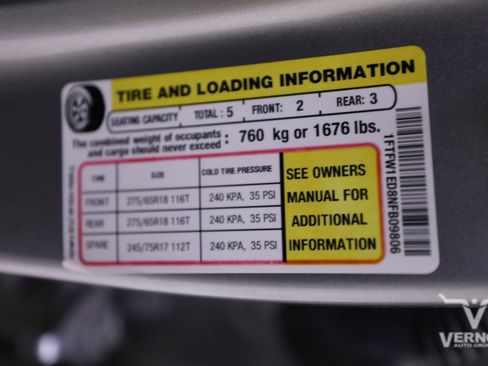 TIRE AND LOADING INFORMATION
SEATING CAPACITY TOTAL : 5 FRONT: 2 REAR: 3
The combined weight of occupants and cargo should never exceed : 760 kg or 1676 lbs.
TIRE SIZE COLD TIRE PRESSURE
FRONT 275/65R18 116T 240 KPA, 35 PSI
REAR 275/65R18 116T 240 KPA, 35 PSI
SPARE 245/75R17 112T 240 KPA, 35 PSI
SEE OWNERS
MANUAL FOR
ADDITIONAL
INFORMATION
1FTFW1ED8NFB09806
AUTO GRO